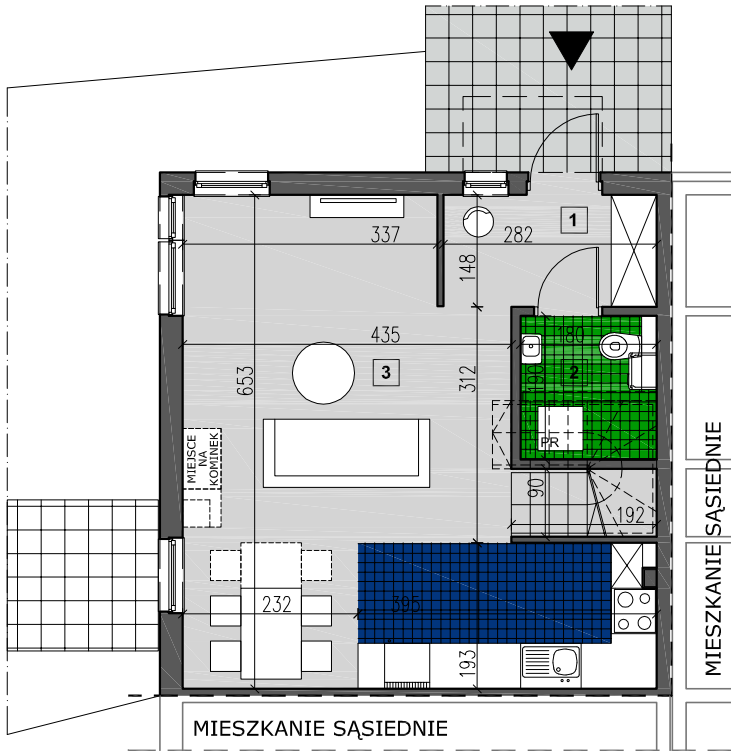 1
337
282
148
435
180
3
2
653
312
190
MIEJSCE
NA
KOMINEK
PR
90
192
232
395
193
MIESZKANIE SĄSIEDNIE
MIESZKANIE SĄSIEDNIE